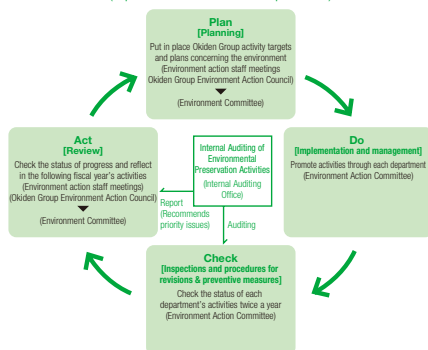 Plan
[Planning]
Put in place Okiden Group activity targets
and plans concerning the environment
(Environment action staff meetings
Okiden Group Environment Action Council)
(Environment Committee)
Act
[Review]
Check the status of progress and reflect
in the following fiscal year's activities
(Environment action staff meetings)
(Okiden Group Environment Action Council)
(Environment Committee)
Internal Auditing of
Environmental
Preservation Activities
(Internal Auditing
Office)
Report
(Recommends
priority issues)
Auditing
Do
[Implementation and management]
Promote activities through each department
(Environment Action Committee)
Check
[Inspections and procedures for
revisions & preventive measures]
Check the status of each
department's activities twice a year
(Environment Action Committee)